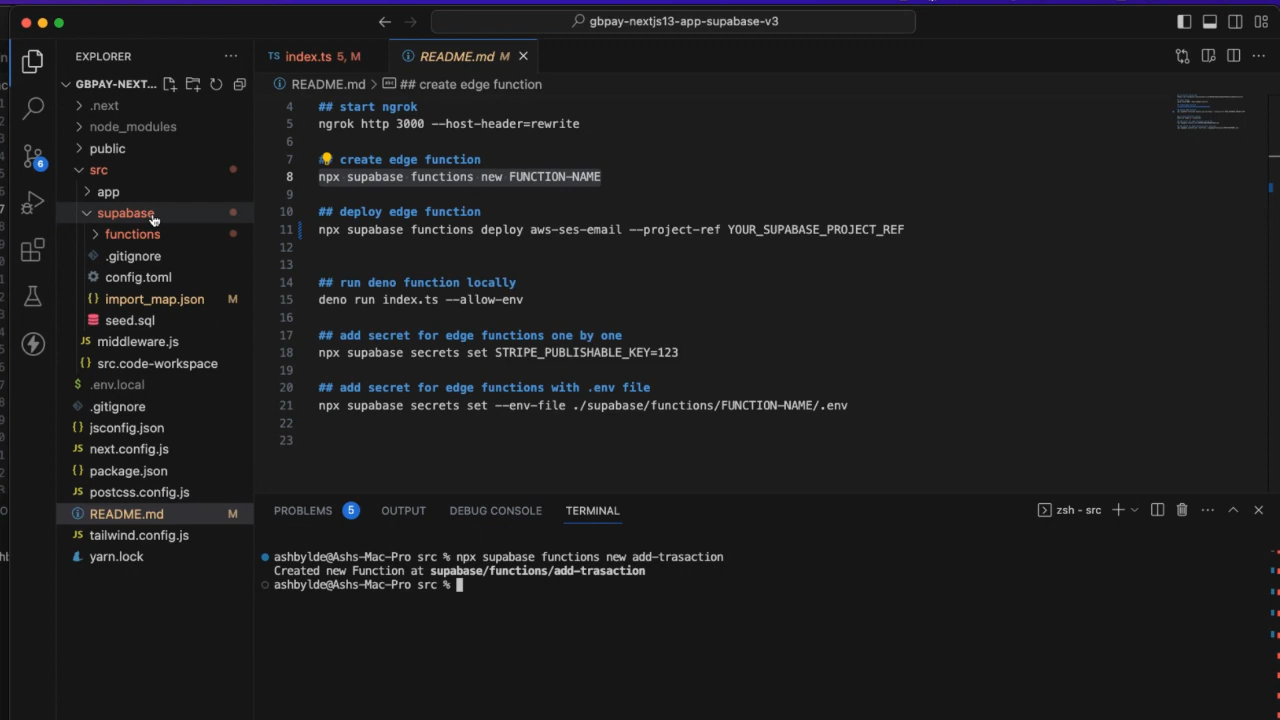 gbpay-nextjs13-app-supabase-v3
EXPLORER
GBPAY-NEXT...
.next
node_modules
public
src
app
supabase
functions
.gitignore
config.toml
import_map.json M
seed.sql
middleware.js
src.code-workspace
.env.local
.gitignore
jsconfig.json
next.config.js
package.json
postcss.config.js
README.md M
tailwind.config.js
yarn.lock
6
TS index.ts 5, M
README.md M
README.md > ## create edge function
4 ## start ngrok
5 ngrok http 3000 --host-header=rewrite
6
7 ## create edge function
8 npx supabase functions new FUNCTION-NAME
9
10 ## deploy edge function
11 npx supabase functions deploy aws-ses-email --project-ref YOUR_SUPABASE_PROJECT_REF
12
13
14 ## run deno function locally
15 deno run index.ts --allow-env
16
17 ## add secret for edge functions one by one
18 npx supabase secrets set STRIPE_PUBLISHABLE_KEY=123
19
20 ## add secret for edge functions with .env file
21 npx supabase secrets set --env-file ./supabase/functions/FUNCTION-NAME/.env
22
23
PROBLEMS 5 OUTPUT DEBUG CONSOLE TERMINAL
zsh - src
ashbylde@Ashs-Mac-Pro src % npx supabase functions new add-trasaction
Created new Function at supabase/functions/add-trasaction
ashbylde@Ashs-Mac-Pro src %